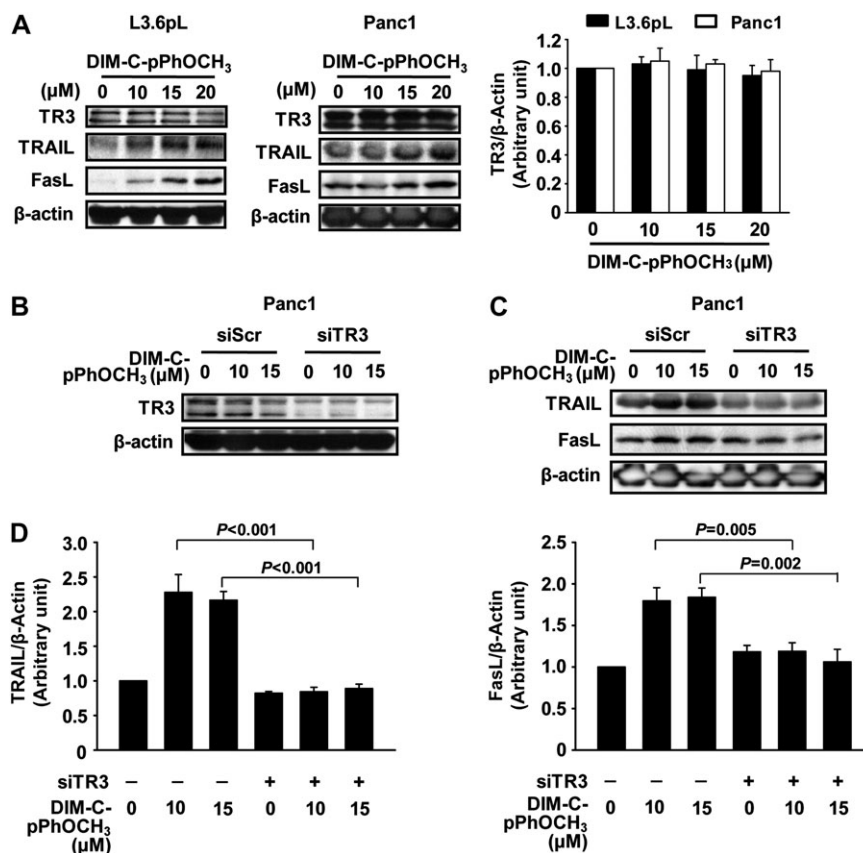 A
L3.6pL
DIM-C-pPhOCH₃
(μM) 0 10 15 20
TR3
TRAIL
FasL
β-actin
Panc1
DIM-C-pPhOCH₃
(μM) 0 10 15 20
TR3
TRAIL
FasL
β-actin
L3.6pL Panc1
TR3/β-Actin
(Arbitrary unit)
1.2
1.0
0.8
0.6
0.4
0.2
0
0 10 15 20
DIM-C-pPhOCH₃(μM)
B
Panc1
siScr siTR3
DIM-C-
pPhOCH₃(μM) 0 10 15 0 10 15
TR3
β-actin
C
Panc1
siScr siTR3
DIM-C-
pPhOCH₃(μM) 0 10 15 0 10 15
TRAIL
FasL
β-actin
D
P<0.001
P<0.001
TRAIL/β-Actin
(Arbitrary unit)
3.0
2.5
2.0
1.5
1.0
0.5
0
siTR3 – – – + + +
DIM-C- 0 10 15 0 10 15
pPhOCH₃
(μM)
P=0.005
P=0.002
FasL/β-Actin
(Arbitrary unit)
2.5
2.0
1.5
1.0
0.5
0
siTR3 – – – + + +
DIM-C- 0 10 15 0 10 15
pPhOCH₃
(μM)